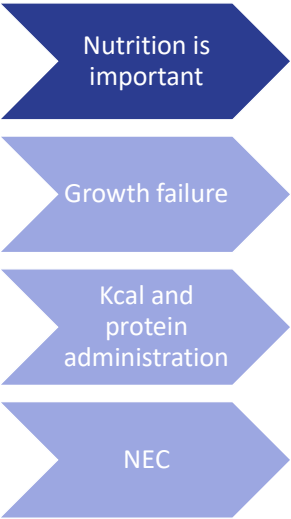 Nutrition is
important
Growth failure
Kcal and
protein
administration
NEC